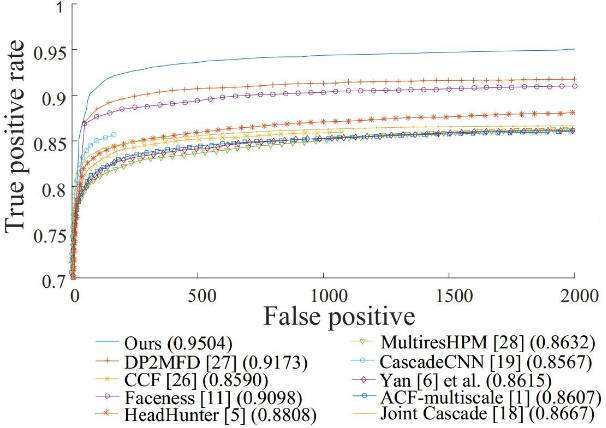 1
0.95
0.9
0.85
0.8
0.75
0.7
True positive rate
0 500 1000 1500 2000
False positive
Ours (0.9504)
DP2MFD [27] (0.9173)
CCF [26] (0.8590)
Faceness [11] (0.9098)
HeadHunter [5] (0.8808)
MultiresHPM [28] (0.8632)
CascadeCNN [19] (0.8567)
Yan [6] et al. (0.8615)
ACF-multiscale [1] (0.8607)
Joint Cascade [18] (0.8667)